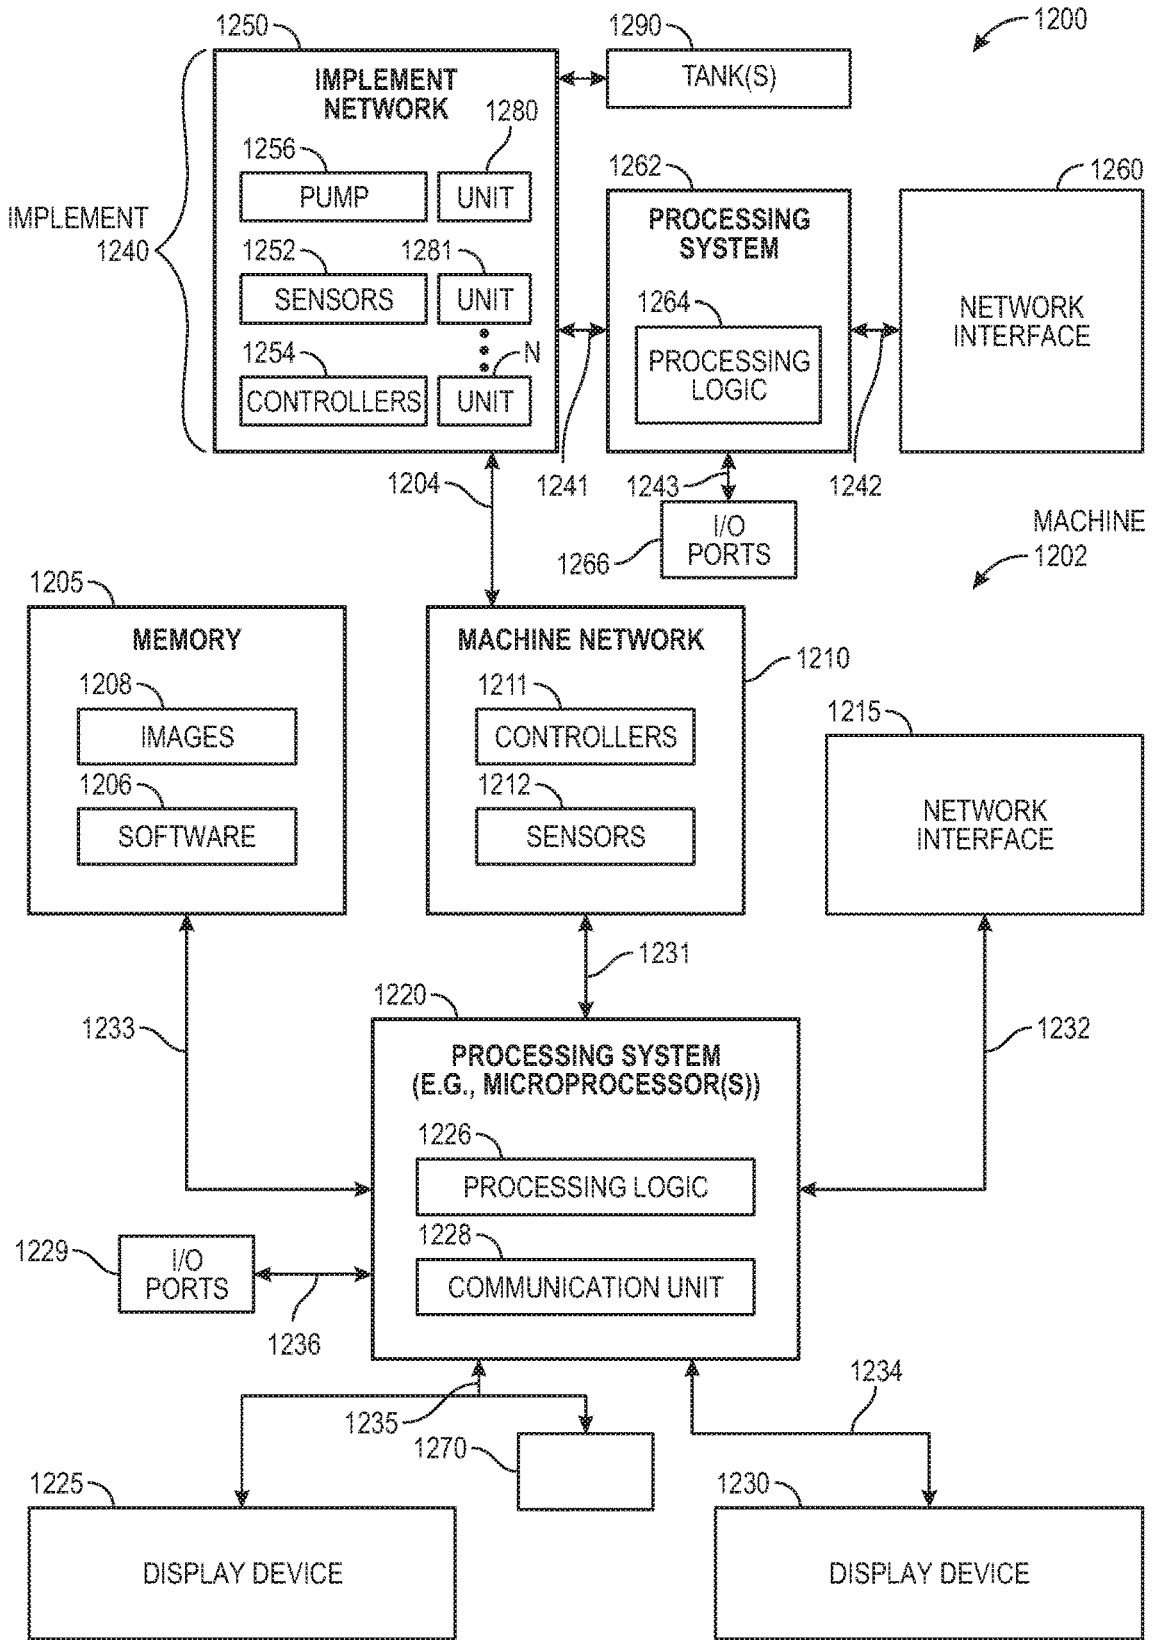 1250
1290
1200
IMPLEMENT
NETWORK
TANK(S)
1280
1256
PUMP
UNIT
1262
1260
IMPLEMENT
1240
PROCESSING
SYSTEM
1252
1281
SENSORS
UNIT
1264
NETWORK
INTERFACE
1254
N
PROCESSING
LOGIC
CONTROLLERS
UNIT
1204
1241
1243
1242
I/O
PORTS
1266
MACHINE
1202
1205
MEMORY
MACHINE NETWORK
1210
1208
IMAGES
1211
CONTROLLERS
1215
1206
SOFTWARE
1212
SENSORS
NETWORK
INTERFACE
1231
1220
1233
1232
PROCESSING SYSTEM
(E.G., MICROPROCESSOR(S))
1226
PROCESSING LOGIC
1229
I/O
PORTS
1228
COMMUNICATION UNIT
1236
1235
1234
1270
1225
1230
DISPLAY DEVICE
DISPLAY DEVICE